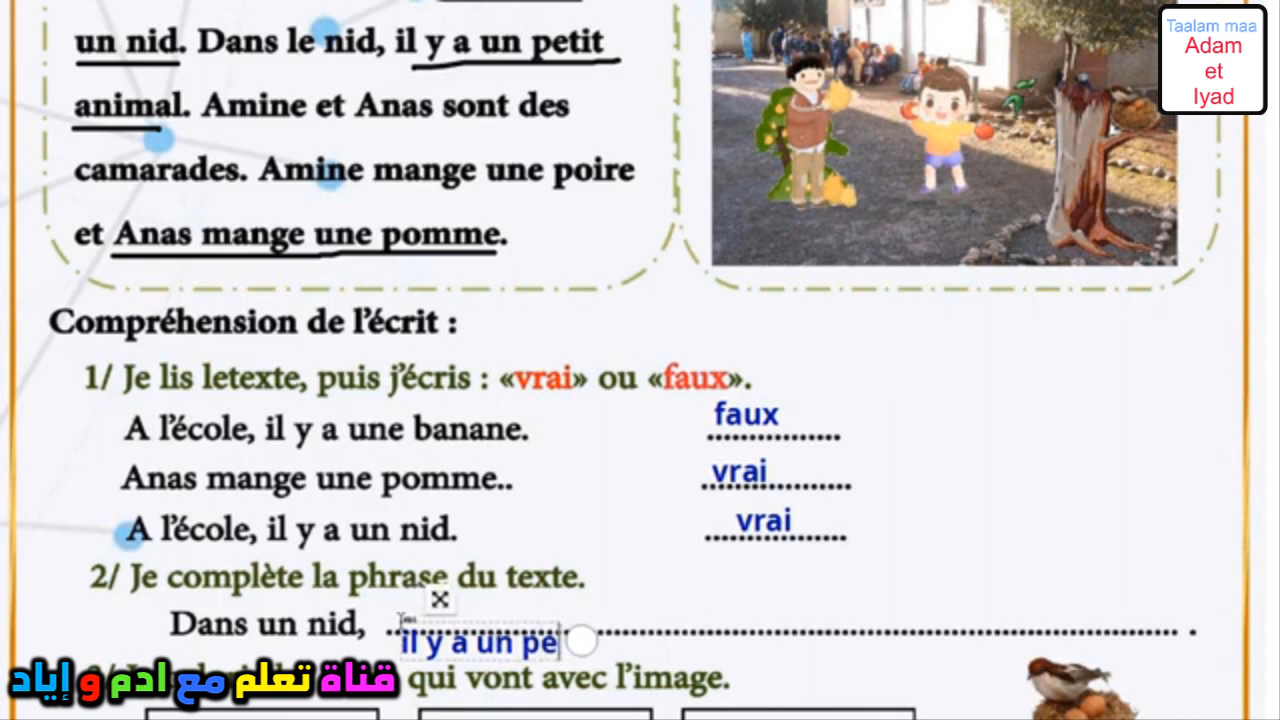 un nid. Dans le nid, il y a un petit
animal. Amine et Anas sont des
camarades. Amine mange une poire
et Anas mange une pomme.
Taalam maa
Adam
et
Iyad
Compréhension de l'écrit :
1/ Je lis letexte, puis j'écris : «vrai» ou «faux».
A l'école, il y a une banane. faux
Anas mange une pomme.. vrai
A l'école, il y a un nid. vrai
2/ Je complète la phrase du texte.
Dans un nid, il y a un pe
qui vont avec l'image.
قناة تعلم مع ادم و إياد